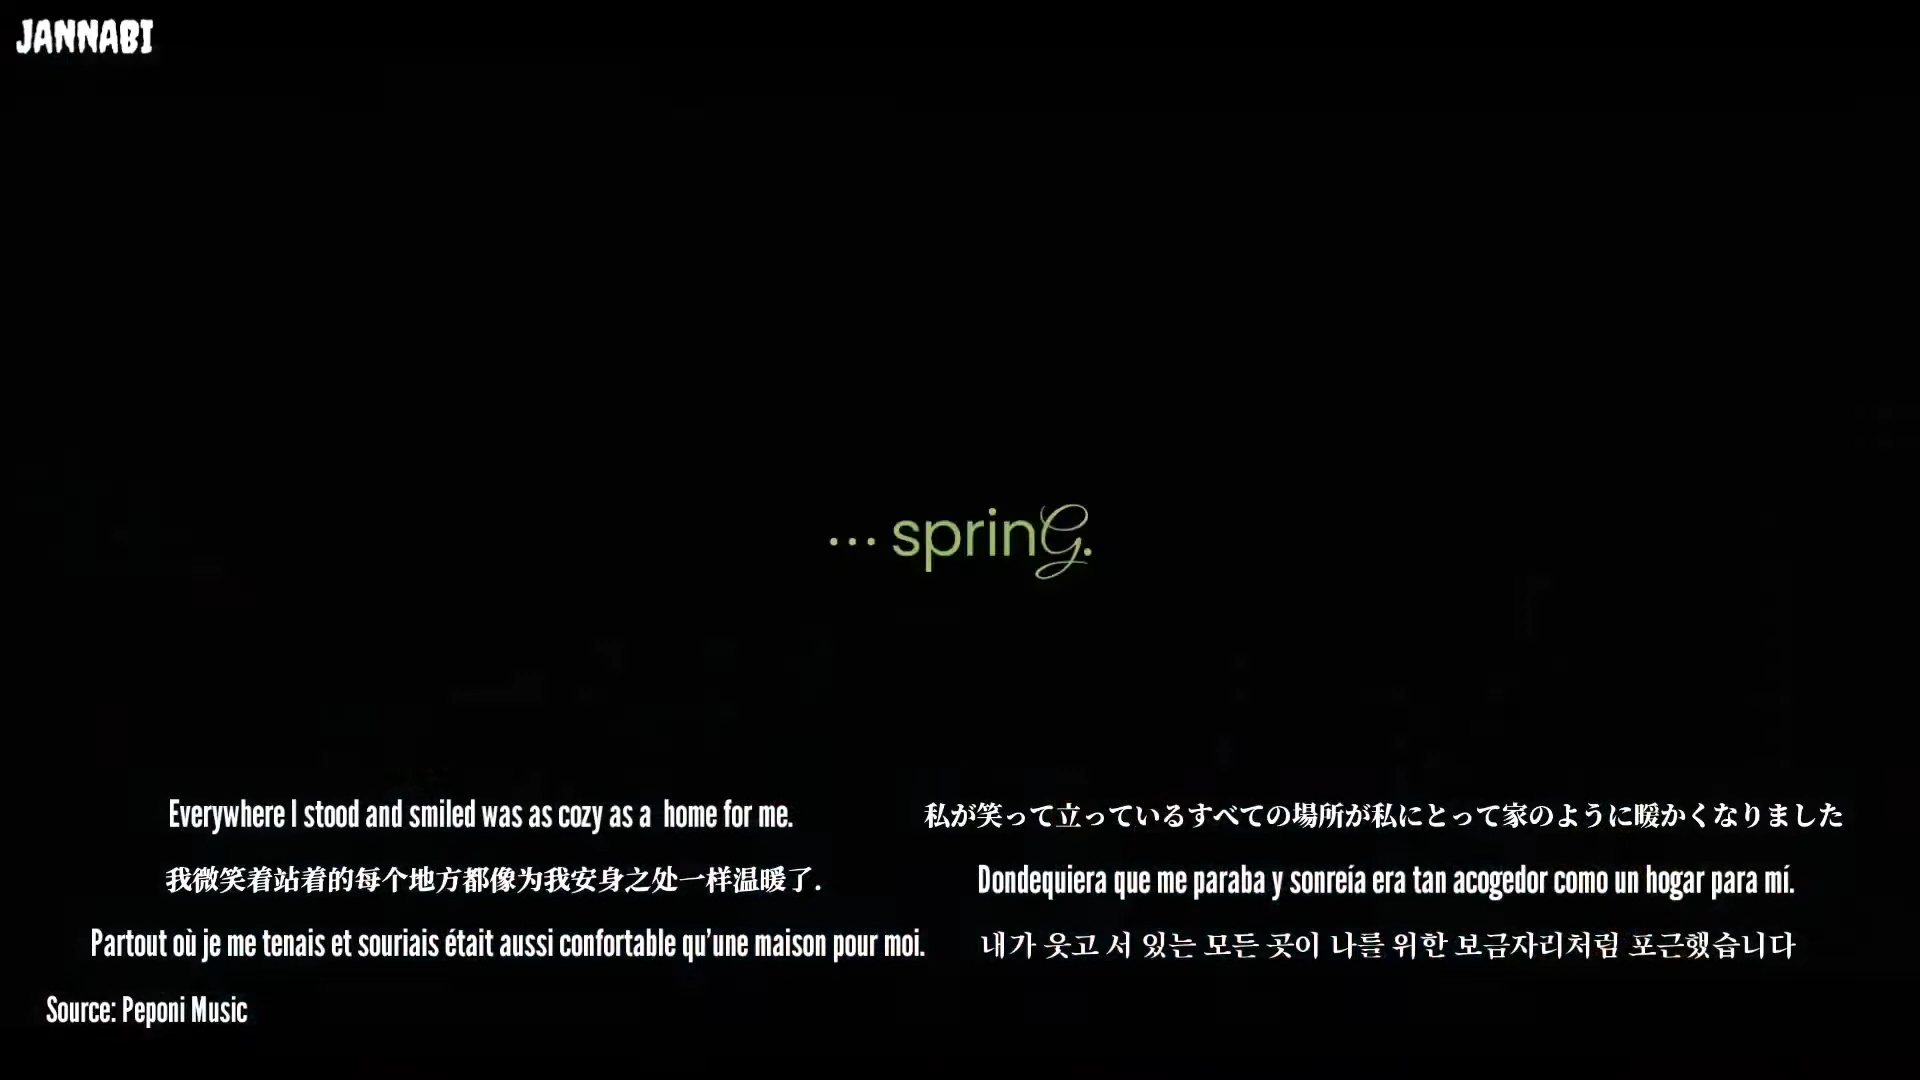 JANNABI
... sprinG.
Everywhere I stood and smiled was as cozy as a home for me.
我微笑着站着的每个地方都像为我安身之处一样温暖了.
Partout où je me tenais et souriais était aussi confortable qu'une maison pour moi.
私が笑って立っているすべての場所が私にとって家のように暖かくなりました
Dondequiera que me paraba y sonreía era tan acogedor como un hogar para mí.
내가 웃고 서 있는 모든 곳이 나를 위한 보금자리처럼 포근했습니다
Source: Peponi Music